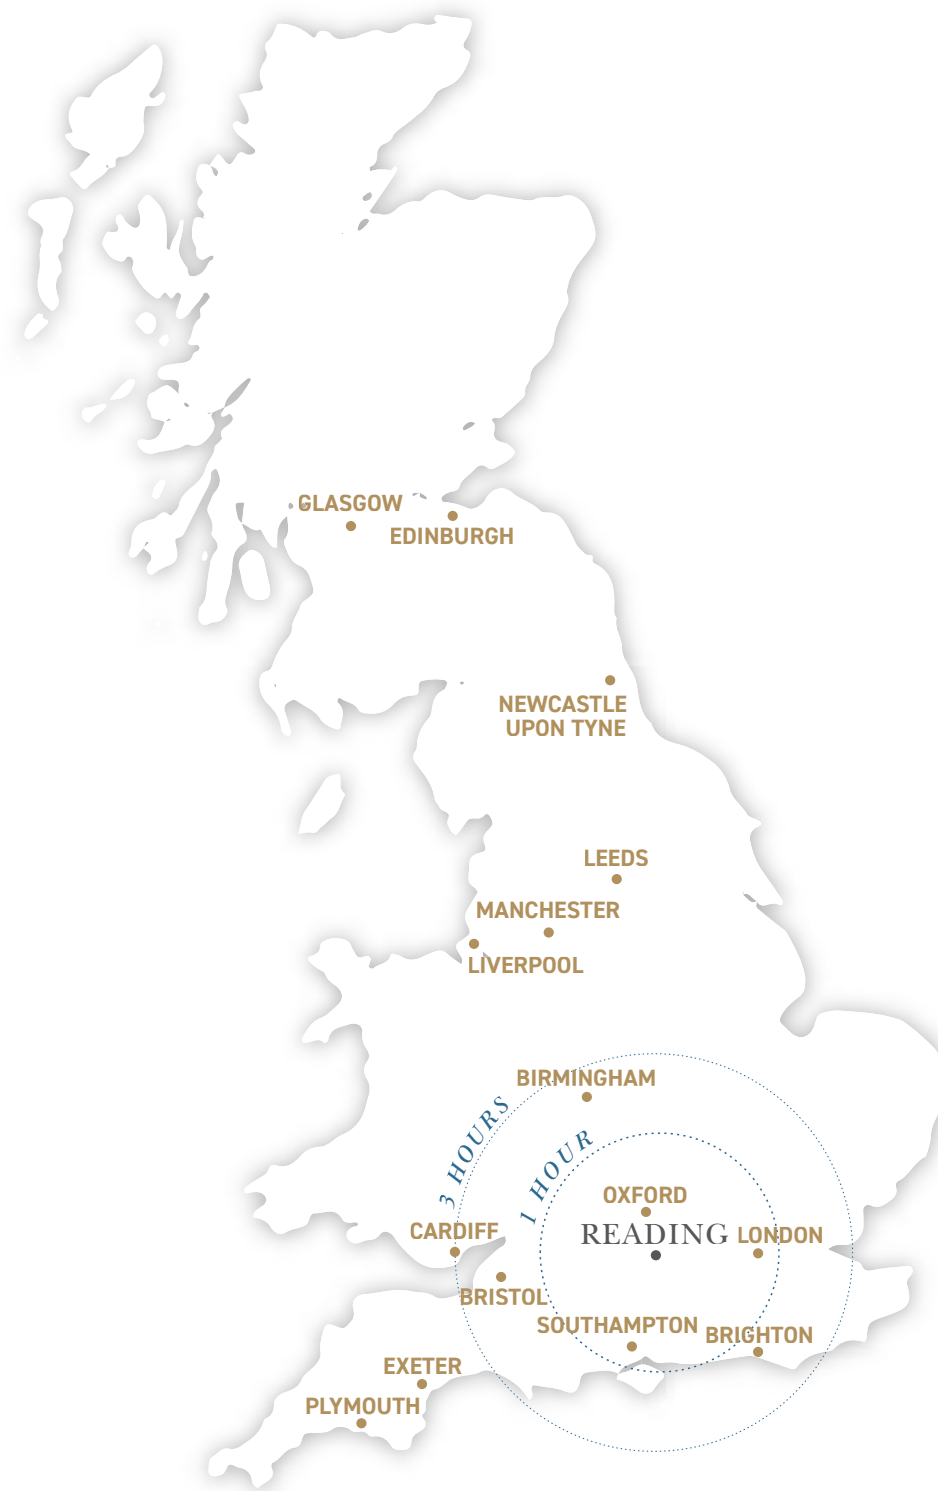 GLASGOW
EDINBURGH
NEWCASTLE
UPON TYNE
LEEDS
MANCHESTER
LIVERPOOL
BIRMINGHAM
3 HOURS
1 HOUR
OXFORD
CARDIFF
READING
LONDON
BRISTOL
SOUTHAMPTON
BRIGHTON
EXETER
PLYMOUTH